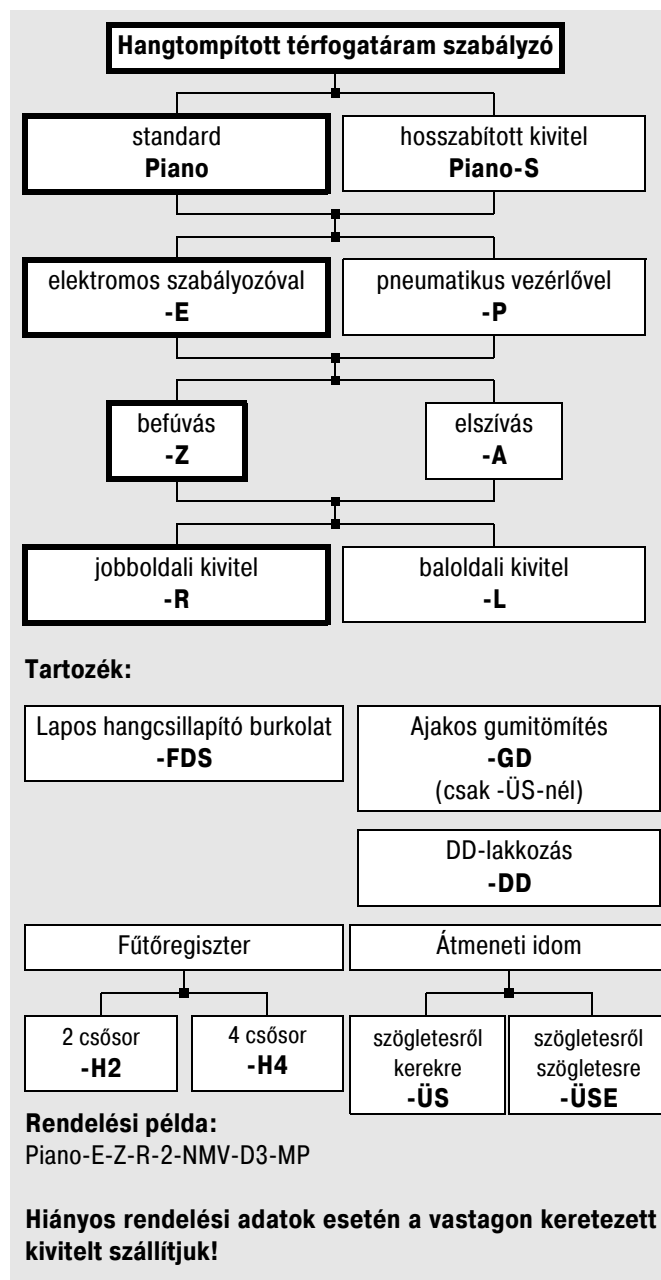 Hangtompított térfogatáram szabályzó
standard
Piano
hosszabított kivitel
Piano-S
elektromos szabályozóval
-E
pneumatikus vezérlővel
-P
befúvás
-Z
elszívás
-A
jobboldali kivitel
-R
baloldali kivitel
-L
Tartozék:
Lapos hangcsillapító burkolat
-FDS
Ajakos gumitömítés
-GD
(csak -ÜS-nél)
DD-lakkozás
-DD
Fűtőregiszter
Átmeneti idom
2 csősor
-H2
4 csősor
-H4
szögletesről
kerekre
-ÜS
szögletesről
szögletesre
-ÜSE
Rendelési példa:
Piano-E-Z-R-2-NMV-D3-MP
Hiányos rendelési adatok esetén a vastagon keretezett
kivitelt szállítjuk!